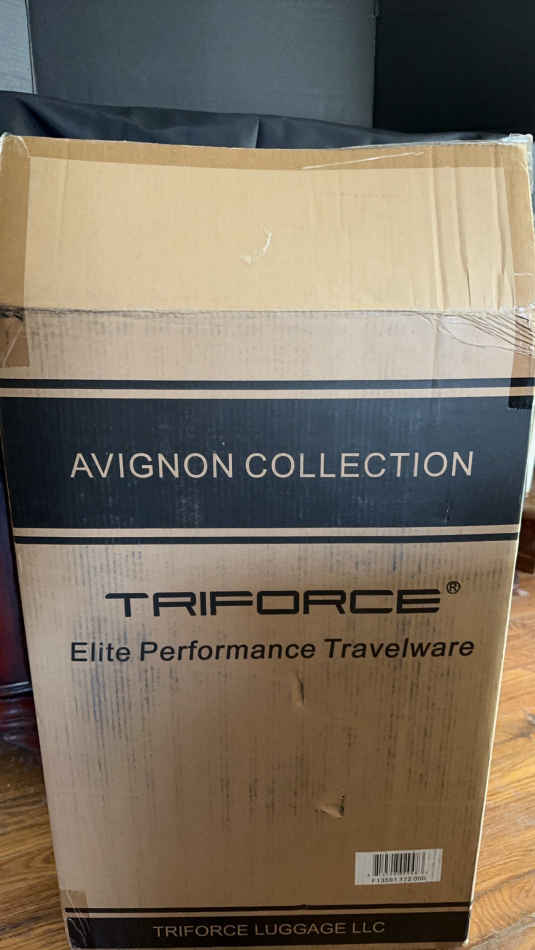 AVIGNON COLLECTION
TRIFORCE®
Elite Performance Travelware
TRIFORCE LUGGAGE LLC